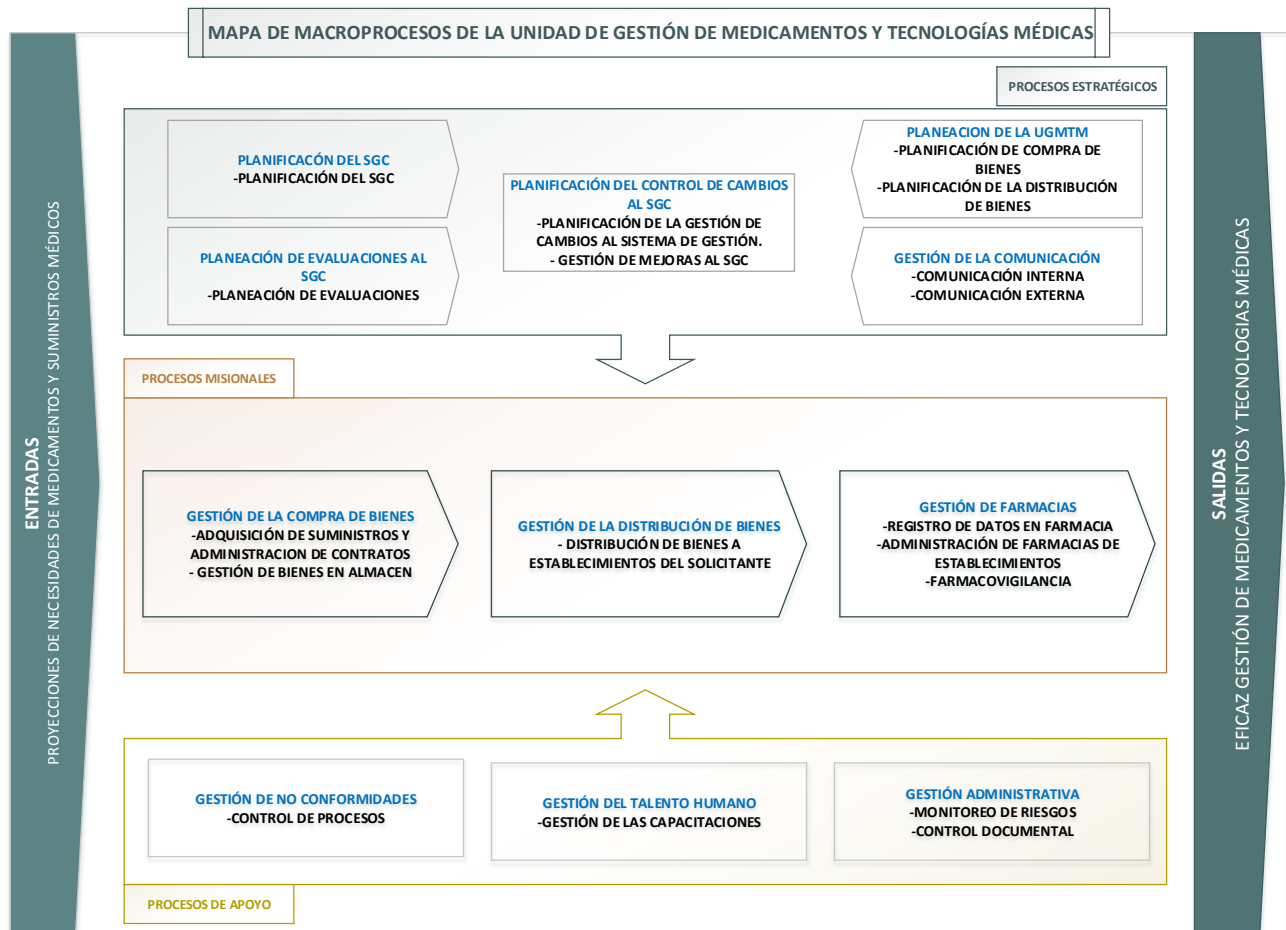 MAPA DE MACROPROCESOS DE LA UNIDAD DE GESTIÓN DE MEDICAMENTOS Y TECNOLOGÍAS MÉDICAS
ENTRADAS
PROYECCIONES DE NECESIDADES DE MEDICAMENTOS Y SUMINISTROS MÉDICOS
PROCESOS ESTRATÉGICOS
PLANIFICACÓN DEL SGC
-PLANIFICACIÓN DEL SGC
PLANEACIÓN DE EVALUACIONES AL
SGC
-PLANEACIÓN DE EVALUACIONES
PLANIFICACIÓN DEL CONTROL DE CAMBIOS
AL SGC
-PLANIFICACIÓN DE LA GESTIÓN DE
CAMBIOS AL SISTEMA DE GESTIÓN.
- GESTIÓN DE MEJORAS AL SGC
PLANEACION DE LA UGMTM
-PLANIFICACIÓN DE COMPRA DE
BIENES
-PLANIFICACIÓN DE LA DISTRIBUCIÓN
DE BIENES
GESTIÓN DE LA COMUNICACIÓN
-COMUNICACIÓN INTERNA
-COMUNICACIÓN EXTERNA
PROCESOS MISIONALES
GESTIÓN DE LA COMPRA DE BIENES
-ADQUISICIÓN DE SUMINISTROS Y
ADMINISTRACION DE CONTRATOS
- GESTIÓN DE BIENES EN ALMACEN
GESTIÓN DE LA DISTRIBUCIÓN DE BIENES
- DISTRIBUCIÓN DE BIENES A
ESTABLECIMIENTOS DEL SOLICITANTE
GESTIÓN DE FARMACIAS
-REGISTRO DE DATOS EN FARMACIA
-ADMINISTRACIÓN DE FARMACIAS DE
ESTABLECIMIENTOS
-FARMACOVIGILANCIA
GESTIÓN DE NO CONFORMIDADES
-CONTROL DE PROCESOS
GESTIÓN DEL TALENTO HUMANO
-GESTIÓN DE LAS CAPACITACIONES
GESTIÓN ADMINISTRATIVA
-MONITOREO DE RIESGOS
-CONTROL DOCUMENTAL
PROCESOS DE APOYO
SALIDAS
EFICAZ GESTIÓN DE MEDICAMENTOS Y TECNOLOGIAS MÉDICAS